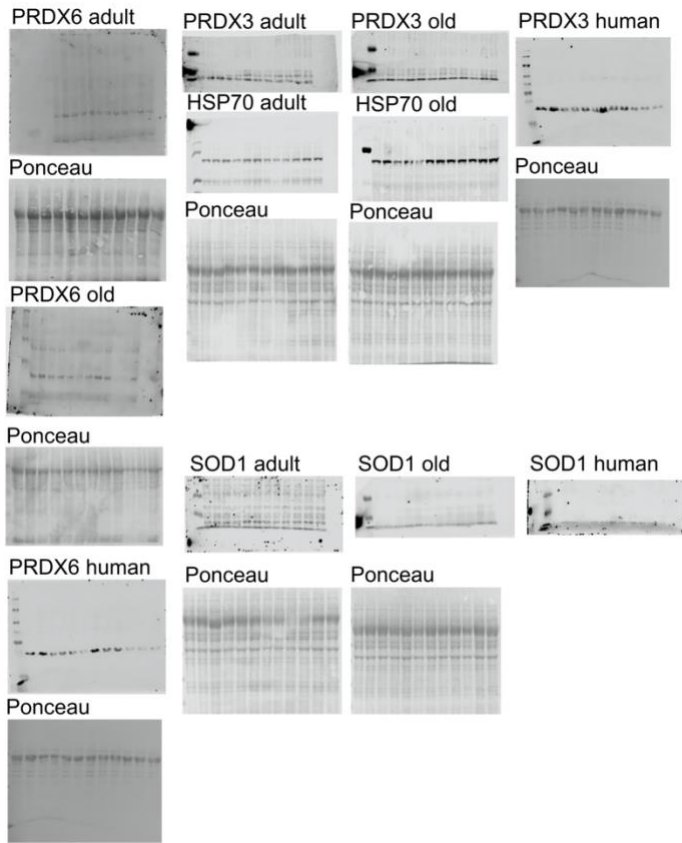 PRDX6 adult
PRDX3 adult
PRDX3 old
PRDX3 human
HSP70 adult
HSP70 old
Ponceau
Ponceau
Ponceau
Ponceau
PRDX6 old
Ponceau
SOD1 adult
SOD1 old
SOD1 human
PRDX6 human
Ponceau
Ponceau
Ponceau